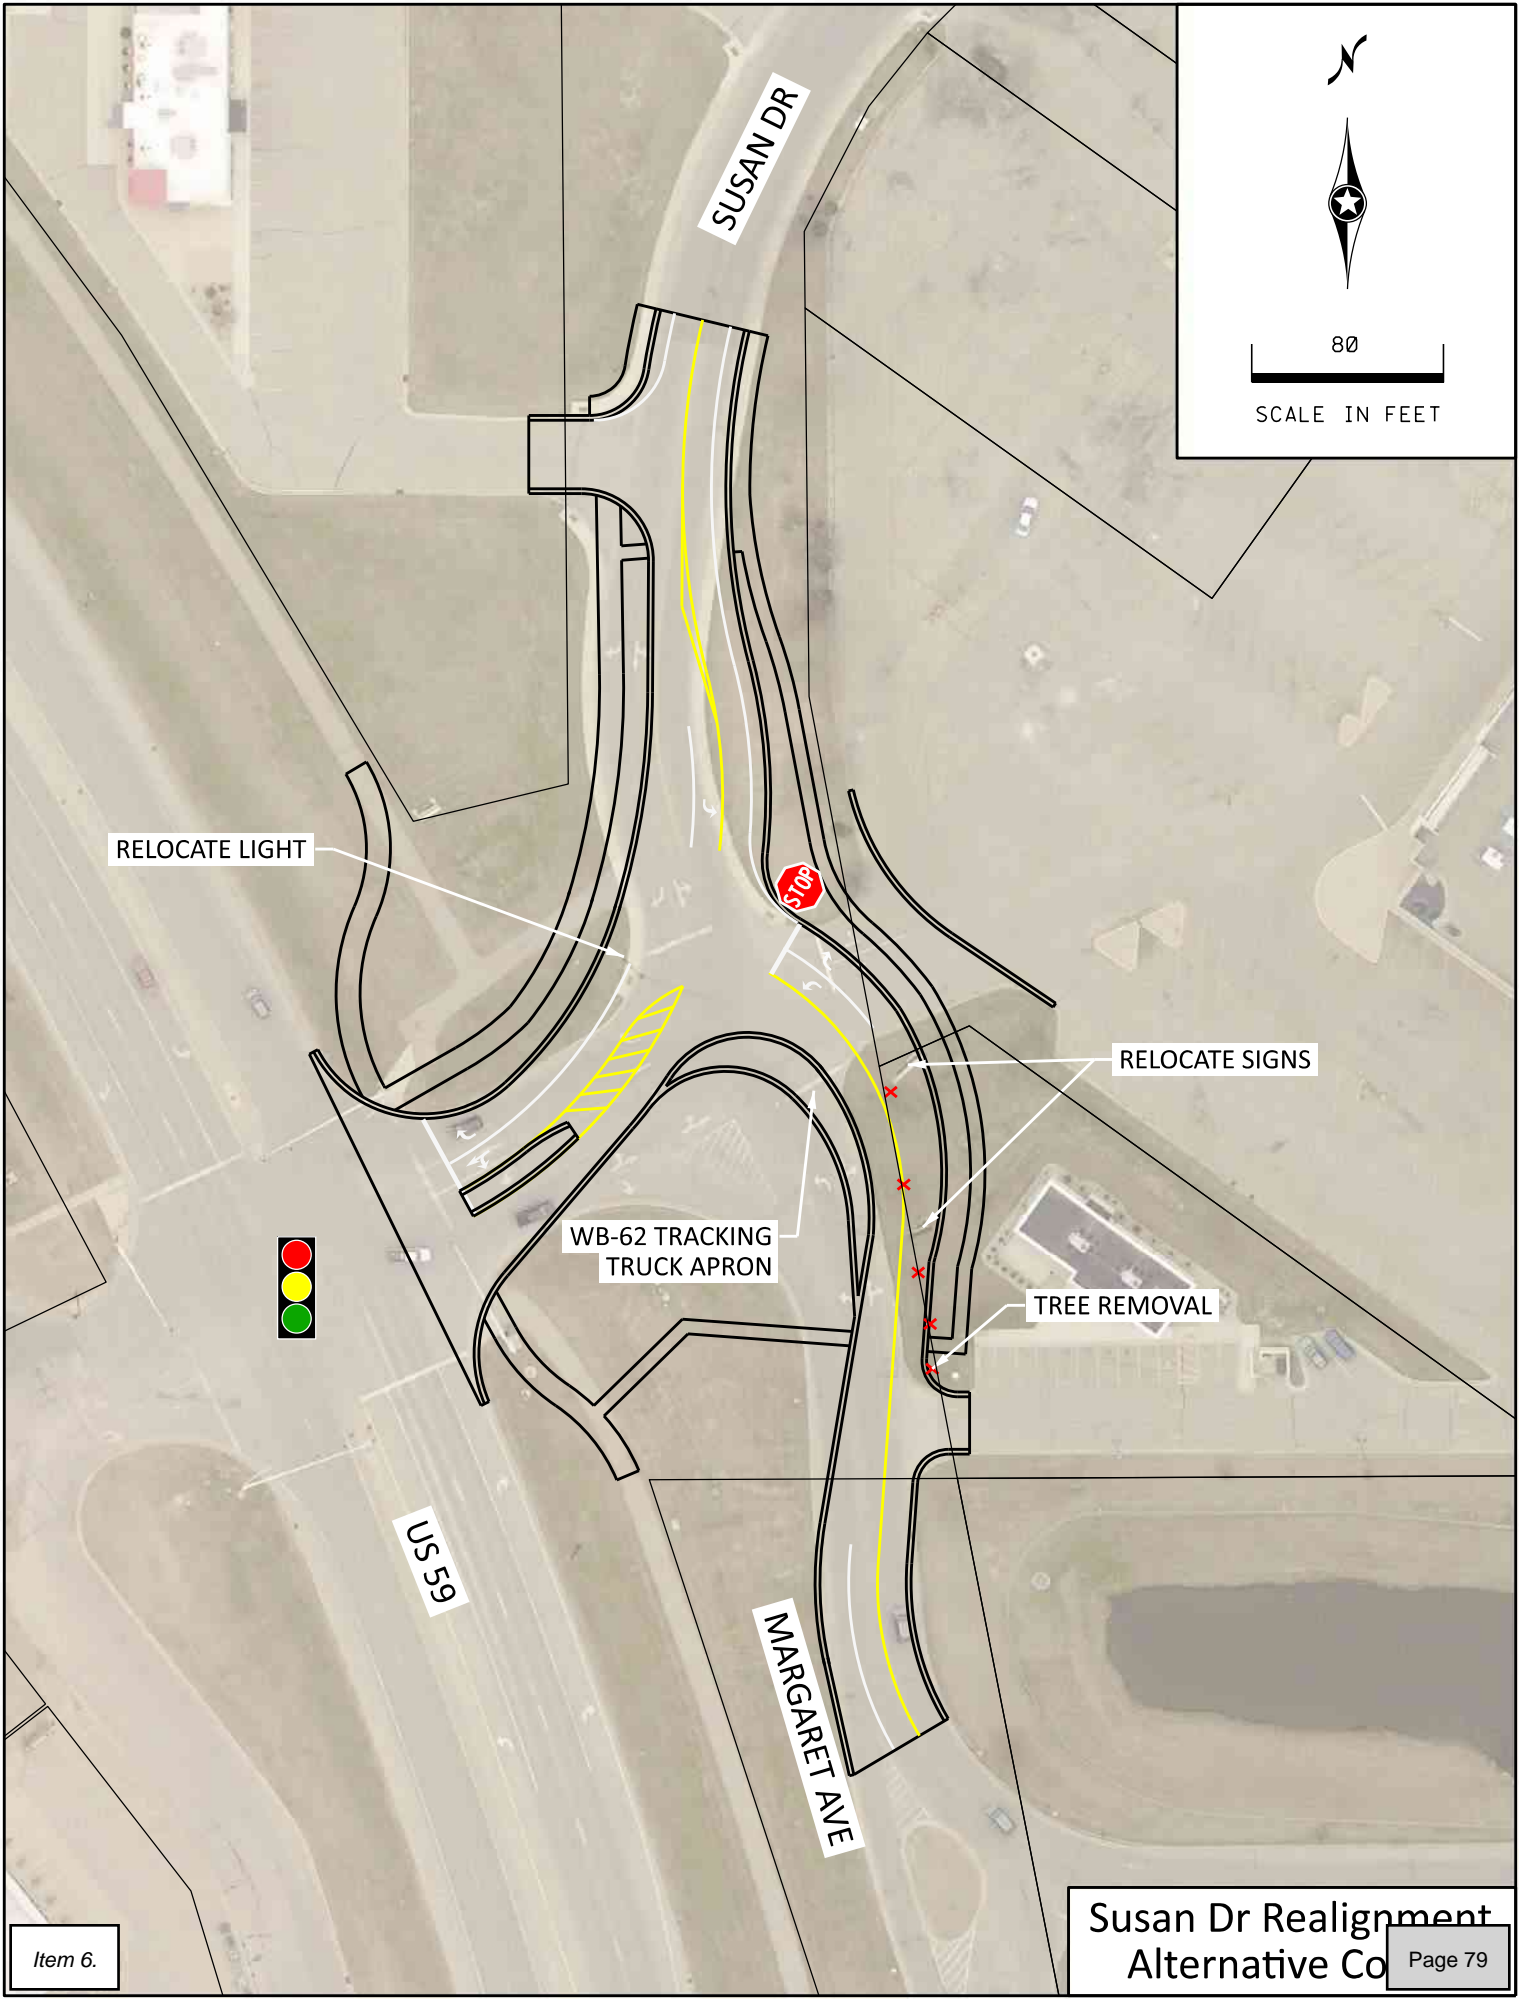 N
80
SCALE IN FEET
SUSAN DR
RELOCATE LIGHT
STOP
RELOCATE SIGNS
WB-62 TRACKING
TRUCK APRON
TREE REMOVAL
US 59
MARGARET AVE
Susan Dr Realignment
Alternative Co
Item 6.
Page 79